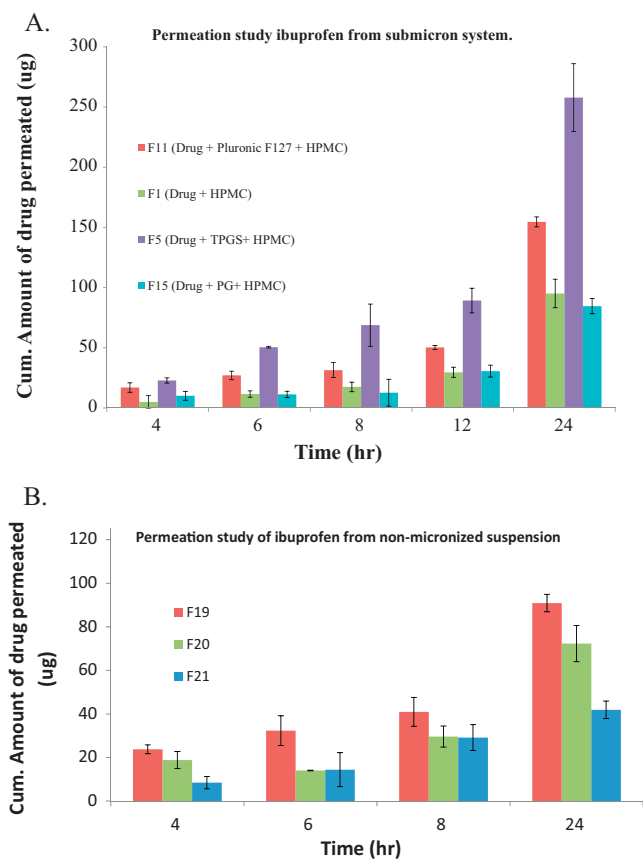 A.
Permeation study ibuprofen from submicron system.
Cum. Amount of drug permeated (ug)
300
250
200
150
100
50
0
F11 (Drug + Pluronic F127 + HPMC)
F1 (Drug + HPMC)
F5 (Drug + TPGS+ HPMC)
F15 (Drug + PG+ HPMC)
4 6 8 12 24
Time (hr)
B.
Permeation study of ibuprofen from non-micronized suspension
Cum. Amount of drug permeated
(ug)
120
100
80
60
40
20
0
F19
F20
F21
4 6 8 24
Time (hr)